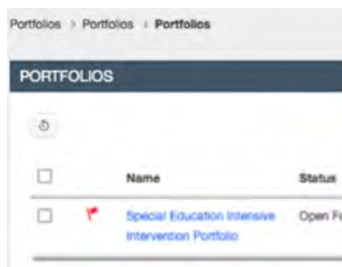 Portfolios > Portfolios > Portfolios
PORTFOLIOS
Name Status
Special Education Intensive Open Fo
Intervention Portfolio